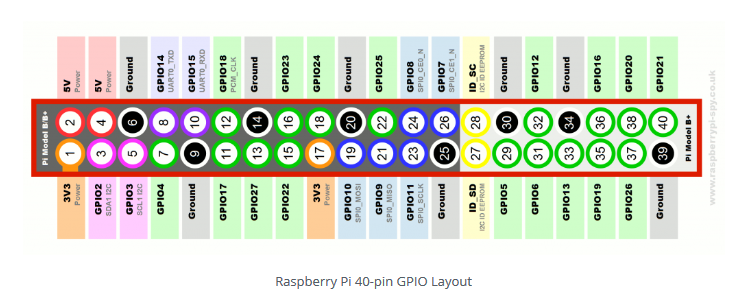 5V Power
5V Power
Ground
GPIO14 UART0_TXD
GPIO15 UART0_RXD
GPIO18 PCM_CLK
Ground
GPIO23
GPIO24
Ground
GPIO25
GPIO8 SPI0_CE0_N
GPIO7 SPI0_CE1_N
ID_SC I2C ID EEPROM
Ground
GPIO12
Ground
GPIO16
GPIO20
GPIO21
Pi Model B/B+
2 4 6 8 10 12 14 16 18 20 22 24 26 28 30 32 34 36 38 40
1 3 5 7 9 11 13 15 17 19 21 23 25 27 29 31 33 35 37 39
Pi Model B+
3V3 Power
GPIO2 SDA1 I2C
GPIO3 SCL1 I2C
GPIO4
Ground
GPIO17
GPIO27
GPIO22
3V3 Power
GPIO10 SPI0_MOSI
GPIO9 SPI0_MISO
GPIO11 SPI0_SCLK
Ground
ID_SD I2C ID EEPROM
GPIO5
GPIO6
GPIO13
GPIO19
GPIO26
Ground
www.raspberrypi-spy.co.uk
Raspberry Pi 40-pin GPIO Layout